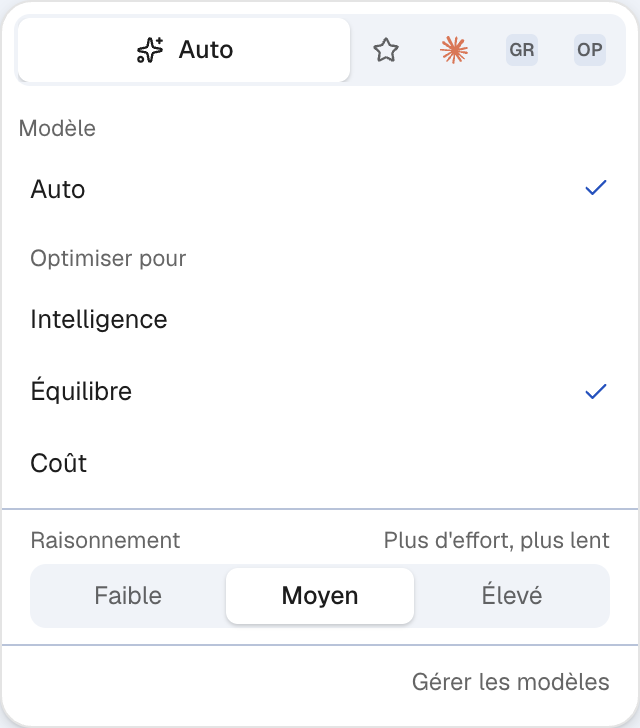 Auto
GR
OP
Modèle
Auto
Optimiser pour
Intelligence
Équilibre
Coût
Raisonnement
Plus d'effort, plus lent
Faible
Moyen
Élevé
Gérer les modèles